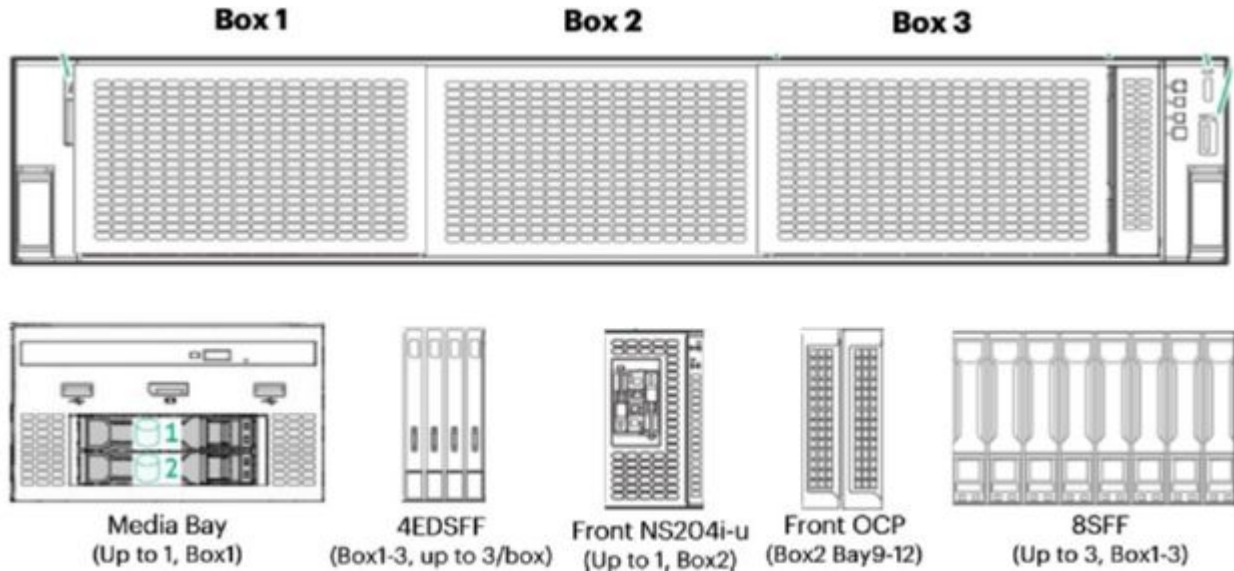 Box 1 Box 2 Box 3
1
2
Media Bay 4EDSFF Front NS204i-u Front OCP 8SFF
(Up to 1, Box1) (Box1-3, up to 3/box) (Up to 1, Box2) (Box2 Bay9-12) (Up to 3, Box1-3)